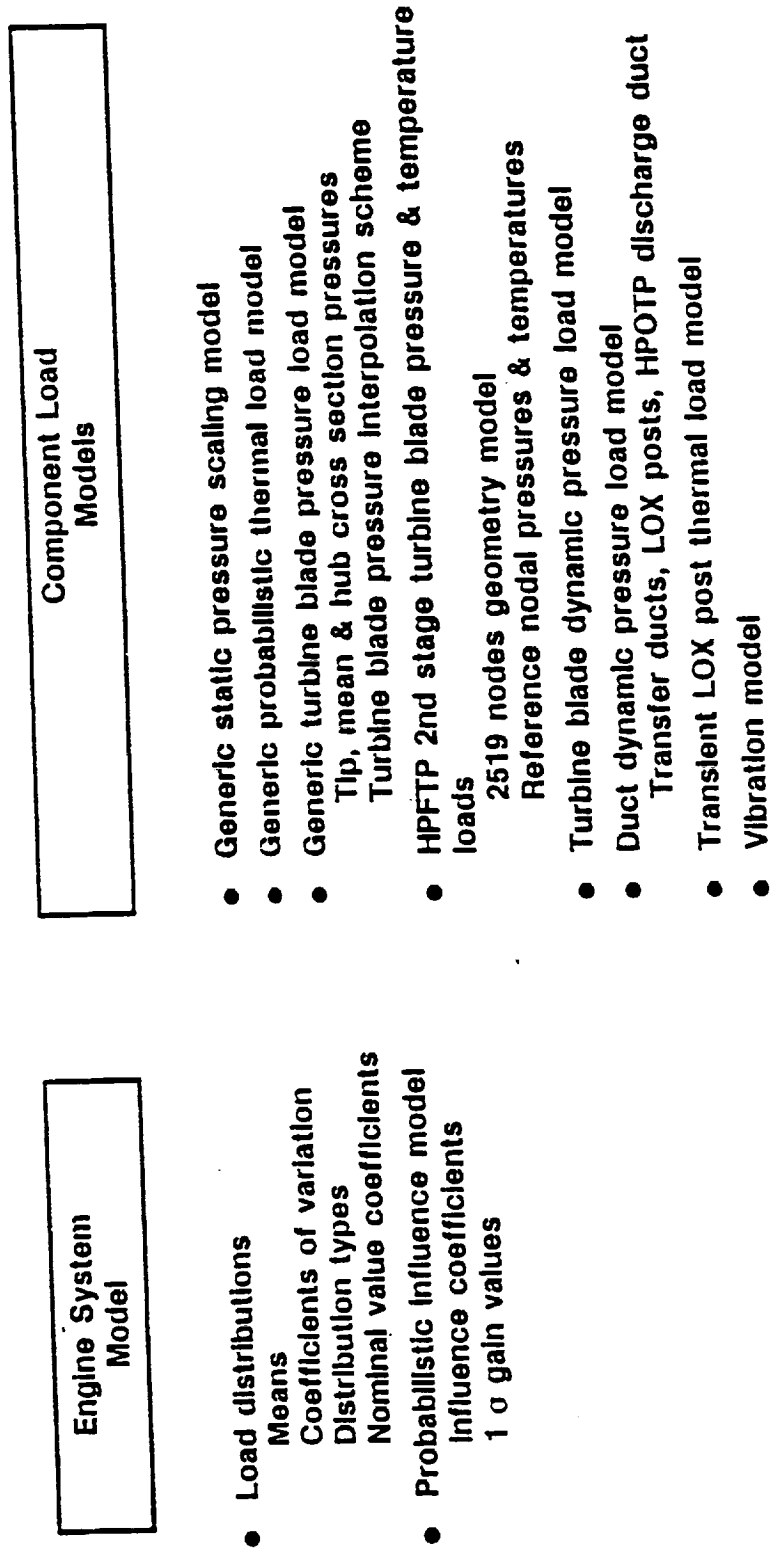 Engine System
Model
● Load distributions
Means
Coefficients of variation
Distribution types
Nominal value coefficients
● Probabilistic influence model
Influence coefficients
1 σ gain values
Component Load
Models
● Generic static pressure scaling model
● Generic probabilistic thermal load model
● Generic turbine blade pressure load model
Tip, mean & hub cross section pressures
Turbine blade pressure interpolation scheme
● HPFTP 2nd stage turbine blade pressure & temperature
loads
2519 nodes geometry model
Reference nodal pressures & temperatures
● Turbine blade dynamic pressure load model
● Duct dynamic pressure load model
Transfer ducts, LOX posts, HPOTP discharge duct
● Transient LOX post thermal load model
● Vibration model